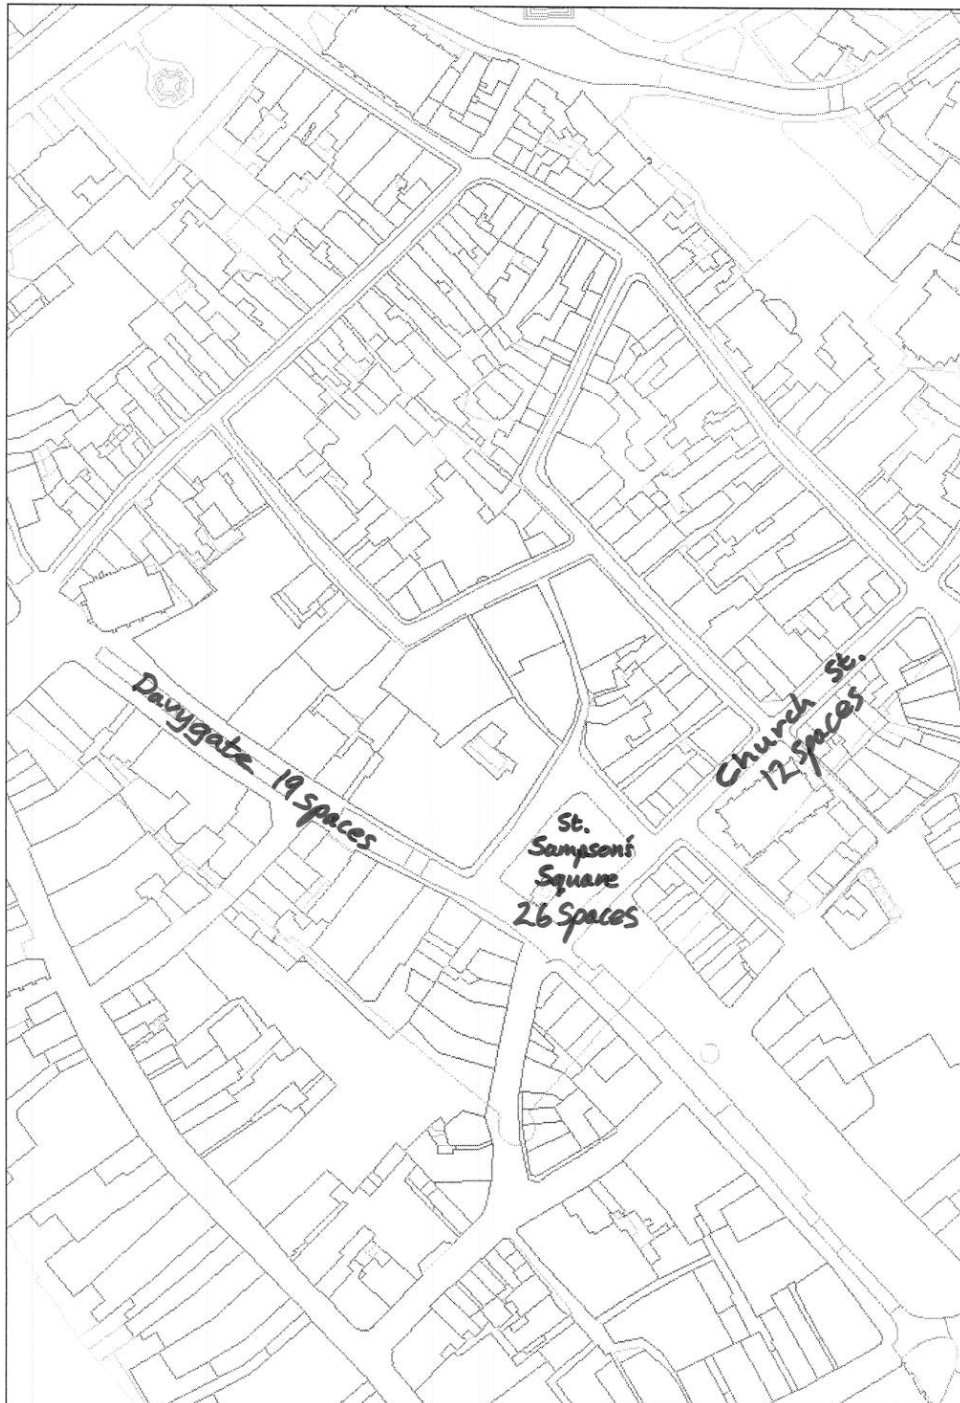 Davygate 19 spaces
Church St.
12 spaces
St.
Sampson's
Square
26 Spaces